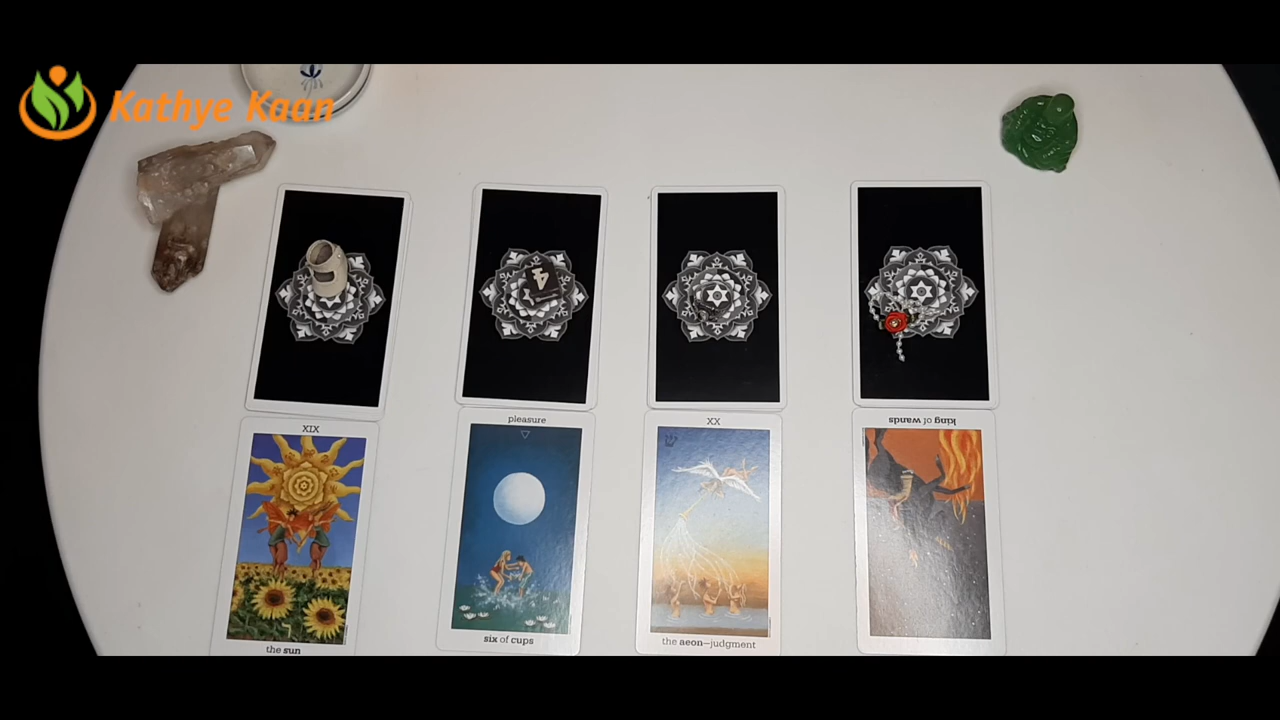 Kathye Kaan
XIX
the sun
pleasure
six of cups
XX
the aeon—judgment
king of wands